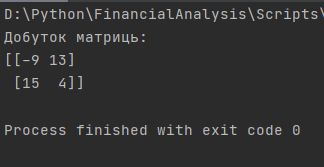 D:\Python\FinancialAnalysis\Scripts\
Добуток матриць:
[[-9 13]
 [15  4]]
Process finished with exit code 0